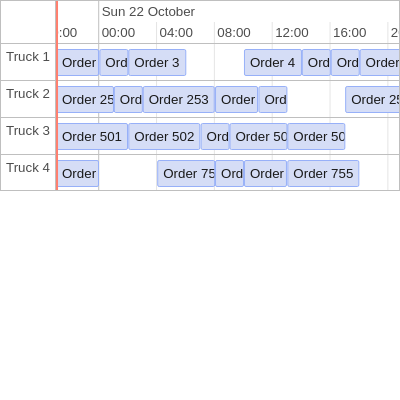 Sun 22 October
:00 00:00 04:00 08:00 12:00 16:00 2
Truck 1 Order Ord Order 3 Order 4 Ord Ord Order
Truck 2 Order 25 Ord Order 253 Order Ord Order 25
Truck 3 Order 501 Order 502 Ord Order 50 Order 50
Truck 4 Order Order 75 Ord Order Order 755